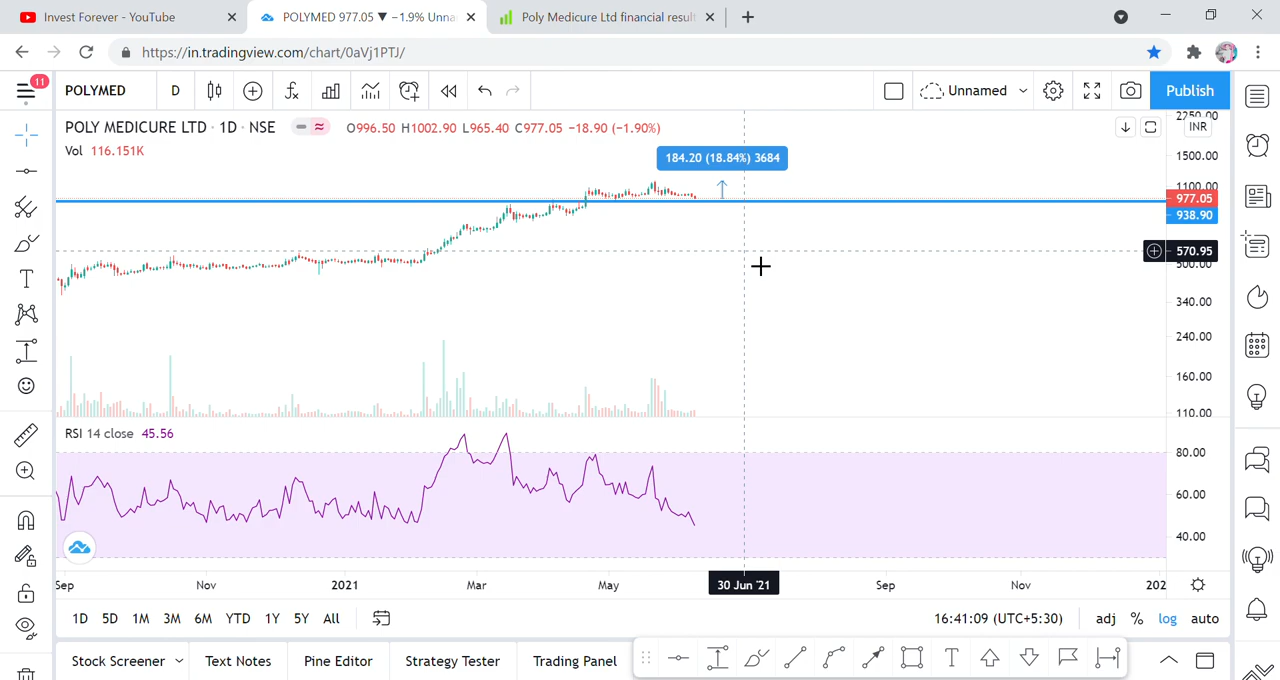 Invest Forever - YouTube
POLYMED 977.05 ▼ −1.9% Unna
Poly Medicure Ltd financial result
https://in.tradingview.com/chart/0aVj1PTJ/
11
POLYMED
D
Unnamed
Publish
POLY MEDICURE LTD · 1D · NSE
O996.50 H1002.90 L965.40 C977.05 −18.90 (−1.90%)
Vol 116.151K
184.20 (18.84%) 3684
2250.00
INR
1500.00
1100.00
977.05
938.90
570.95
500.00
340.00
240.00
160.00
110.00
RSI 14 close 45.56
80.00
60.00
40.00
Sep
Nov
2021
Mar
May
30 Jun '21
Sep
Nov
202
1D 5D 1M 3M 6M YTD 1Y 5Y All
16:41:09 (UTC+5:30)
adj % log auto
Stock Screener
Text Notes
Pine Editor
Strategy Tester
Trading Panel